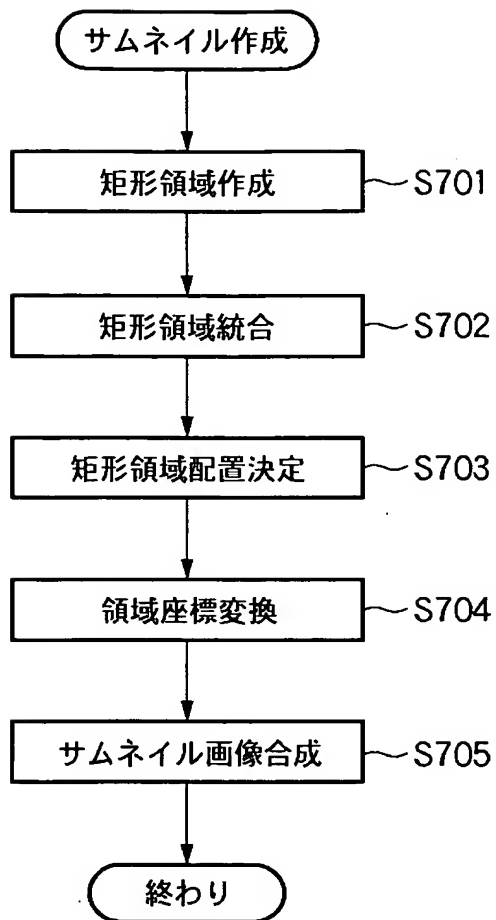 サムネイル作成
矩形領域作成 S701
矩形領域統合 S702
矩形領域配置決定 S703
領域座標変換 S704
サムネイル画像合成 S705
終わり